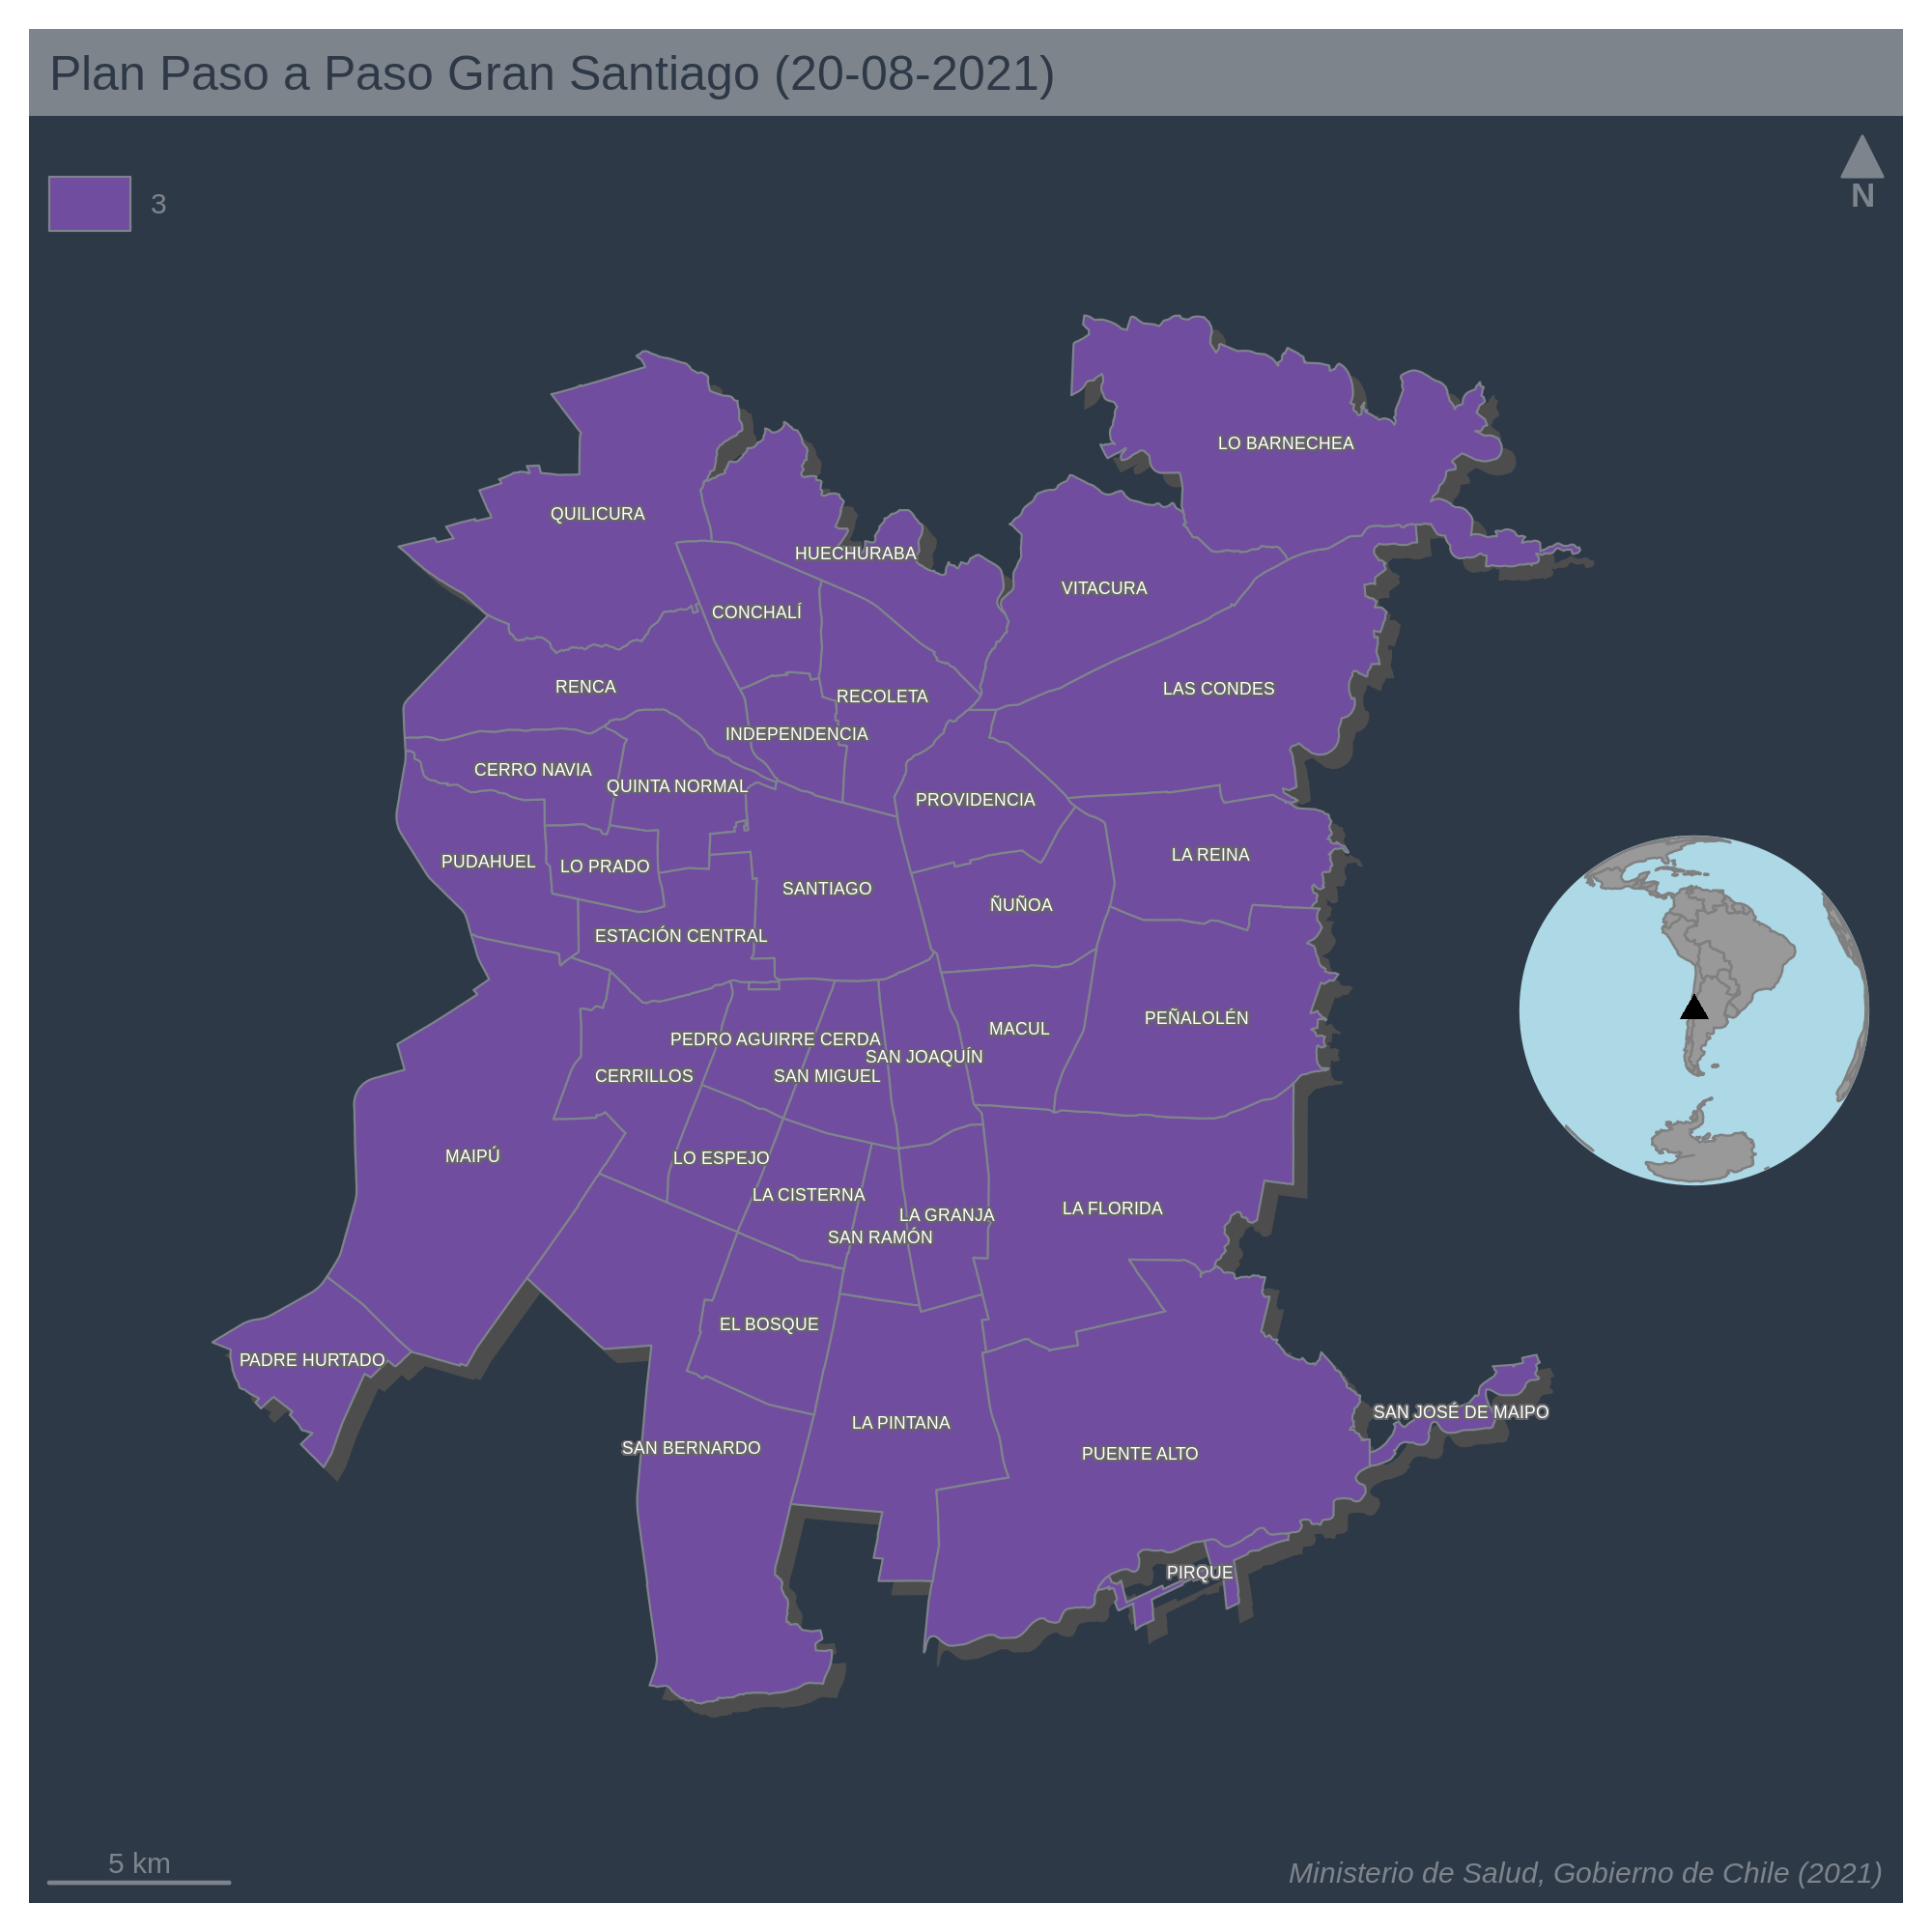 Plan Paso a Paso Gran Santiago (20-08-2021)
3
N
LO BARNECHEA
QUILICURA
HUECHURABA
VITACURA
CONCHALÍ
RENCA
LAS CONDES
RECOLETA
INDEPENDENCIA
CERRO NAVIA
QUINTA NORMAL
PROVIDENCIA
PUDAHUEL
LO PRADO
LA REINA
SANTIAGO
ÑUÑOA
ESTACIÓN CENTRAL
PEÑALOLÉN
MACUL
PEDRO AGUIRRE CERDA
SAN JOAQUÍN
CERRILLOS
SAN MIGUEL
MAIPÚ
LO ESPEJO
LA CISTERNA
LA GRANJA
LA FLORIDA
SAN RAMÓN
EL BOSQUE
PADRE HURTADO
SAN JOSÉ DE MAIPO
LA PINTANA
SAN BERNARDO
PUENTE ALTO
PIRQUE
5 km
Ministerio de Salud, Gobierno de Chile (2021)